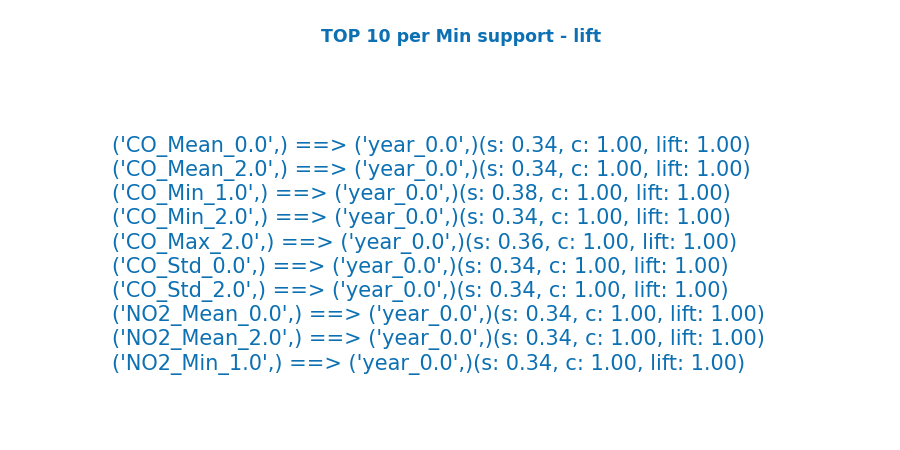 TOP 10 per Min support - lift
('CO_Mean_0.0',) ==> ('year_0.0',)(s: 0.34, c: 1.00, lift: 1.00)
('CO_Mean_2.0',) ==> ('year_0.0',)(s: 0.34, c: 1.00, lift: 1.00)
('CO_Min_1.0',) ==> ('year_0.0',)(s: 0.38, c: 1.00, lift: 1.00)
('CO_Min_2.0',) ==> ('year_0.0',)(s: 0.34, c: 1.00, lift: 1.00)
('CO_Max_2.0',) ==> ('year_0.0',)(s: 0.36, c: 1.00, lift: 1.00)
('CO_Std_0.0',) ==> ('year_0.0',)(s: 0.34, c: 1.00, lift: 1.00)
('CO_Std_2.0',) ==> ('year_0.0',)(s: 0.34, c: 1.00, lift: 1.00)
('NO2_Mean_0.0',) ==> ('year_0.0',)(s: 0.34, c: 1.00, lift: 1.00)
('NO2_Mean_2.0',) ==> ('year_0.0',)(s: 0.34, c: 1.00, lift: 1.00)
('NO2_Min_1.0',) ==> ('year_0.0',)(s: 0.34, c: 1.00, lift: 1.00)